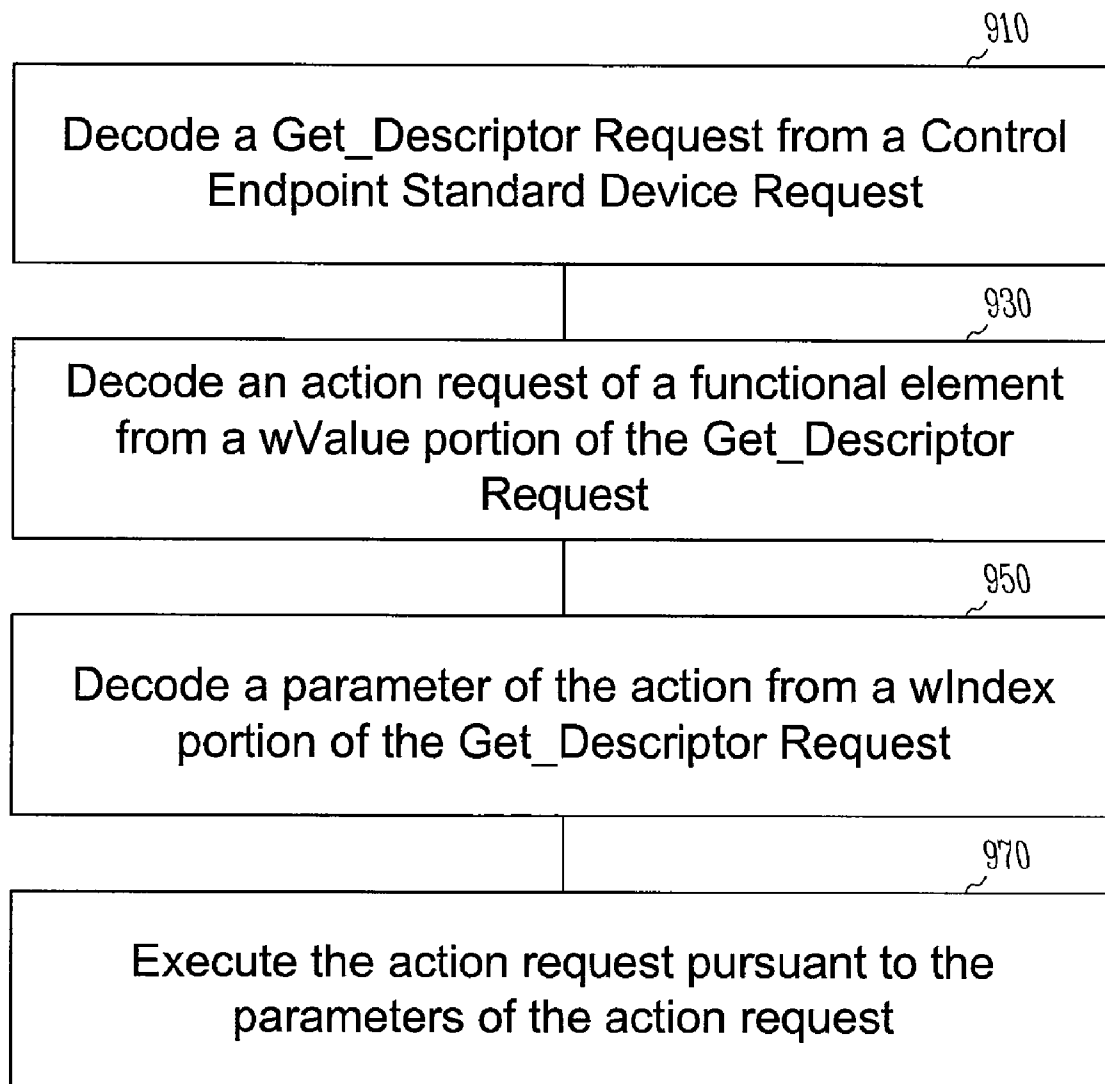 910
Decode a Get_Descriptor Request from a Control
Endpoint Standard Device Request
930
Decode an action request of a functional element
from a wValue portion of the Get_Descriptor
Request
950
Decode a parameter of the action from a wIndex
portion of the Get_Descriptor Request
970
Execute the action request pursuant to the
parameters of the action request